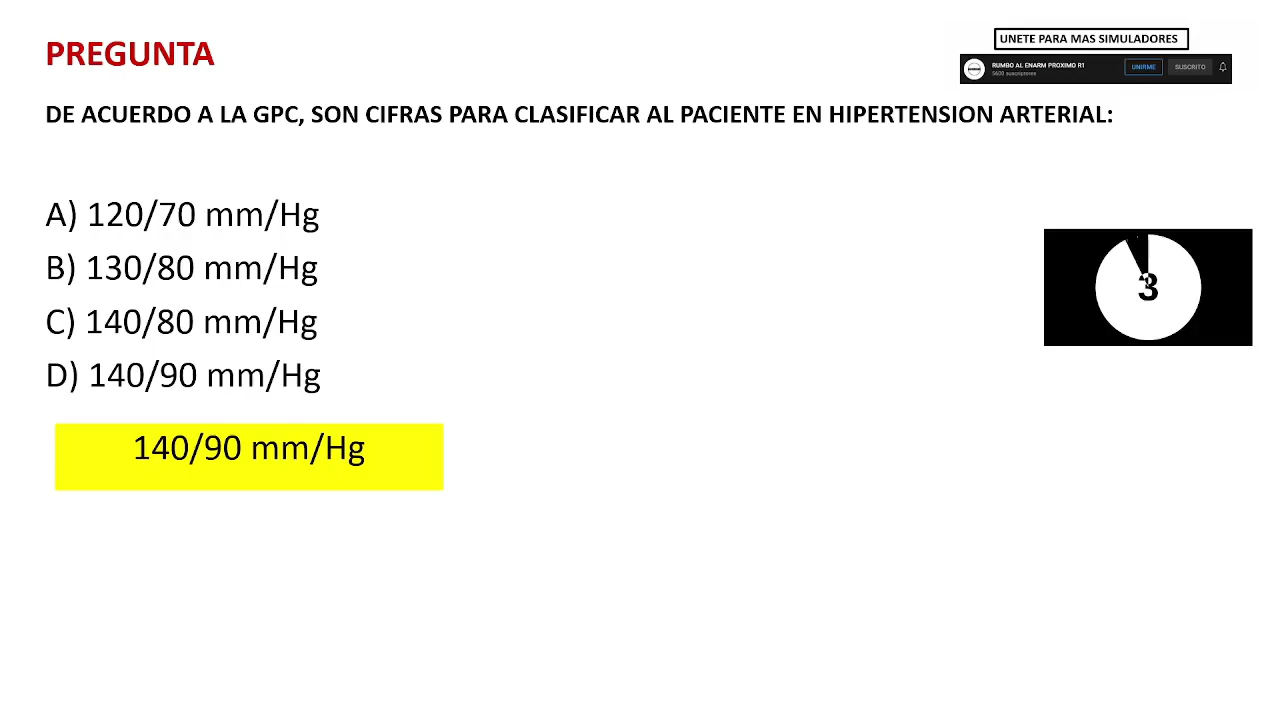 PREGUNTA
UNETE PARA MAS SIMULADORES
RUMBO AL ENARM PROXIMO R1
5600 suscriptores
UNIRME
SUSCRITO
DE ACUERDO A LA GPC, SON CIFRAS PARA CLASIFICAR AL PACIENTE EN HIPERTENSION ARTERIAL:
A) 120/70 mm/Hg
B) 130/80 mm/Hg
C) 140/80 mm/Hg
D) 140/90 mm/Hg
3
140/90 mm/Hg